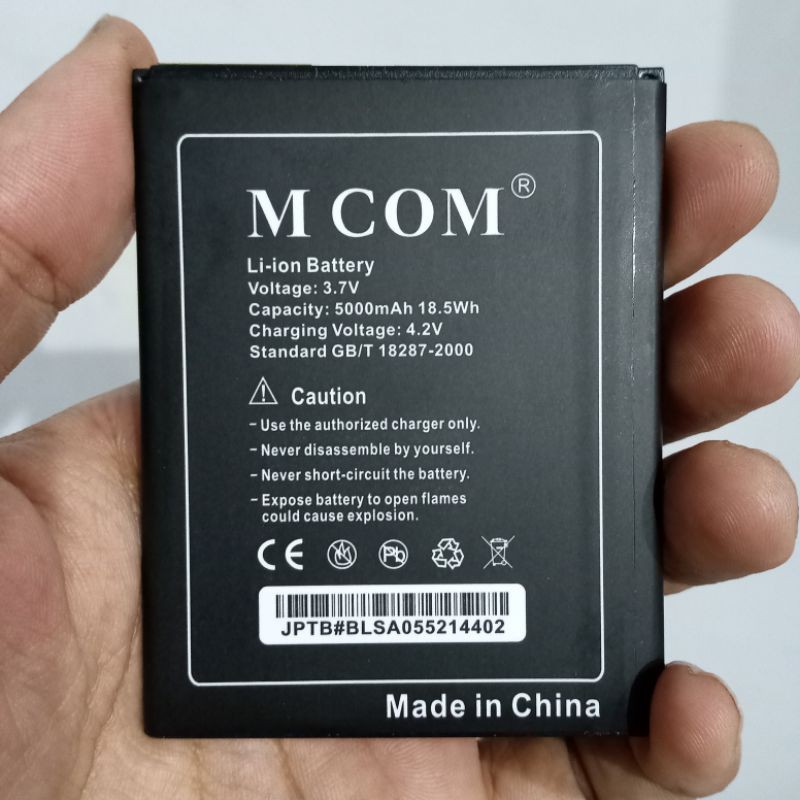 M COM ®
Li-ion Battery
Voltage: 3.7V
Capacity: 5000mAh 18.5Wh
Charging Voltage: 4.2V
Standard GB/T 18287-2000
Caution
- Use the authorized charger only.
- Never disassemble by yourself.
- Never short-circuit the battery.
- Expose battery to open flames
could cause explosion.
CE Pb
JPTB#BLSA055214402
Made in China